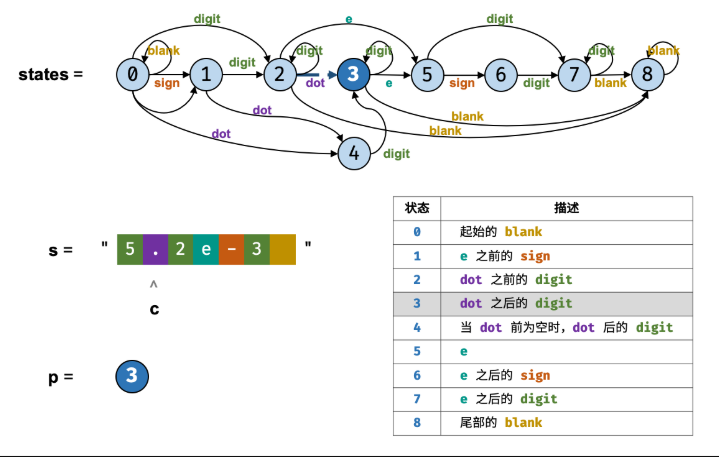 digit
e
digit
blank
digit
digit
digit
blank
digit
states =
0
1
2
3
5
6
7
8
sign
dot
e
sign
digit
blank
dot
blank
dot
blank
4
digit
s =
" 5 . 2 e - 3 "
^
c
p =
3
状态 描述
0 起始的 blank
1 e 之前的 sign
2 dot 之前的 digit
3 dot 之后的 digit
4 当 dot 前为空时，dot 后的 digit
5 e
6 e 之后的 sign
7 e 之后的 digit
8 尾部的 blank